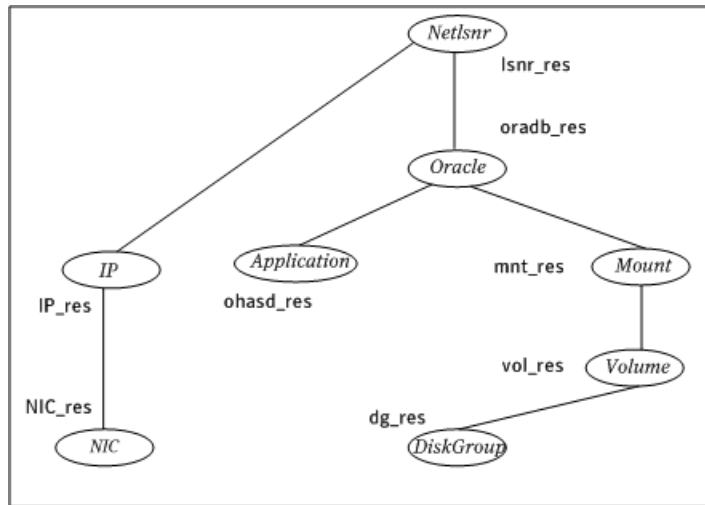 Netlsnr
lsnr_res
oradb_res
Oracle
IP
Application
mnt_res
Mount
IP_res
ohasd_res
vol_res
Volume
NIC_res
dg_res
NIC
DiskGroup